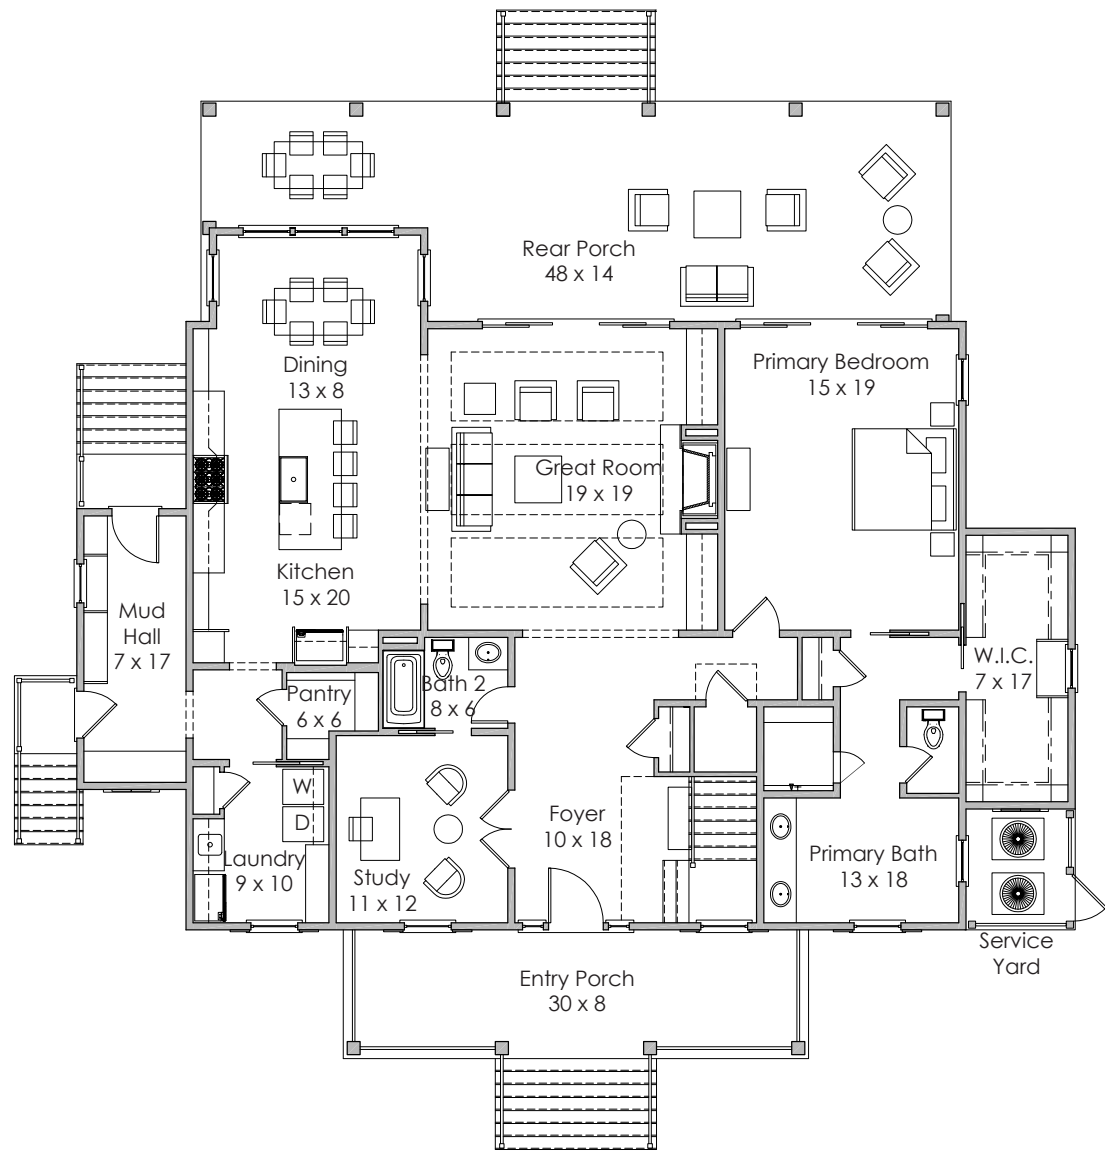 Rear Porch
48 x 14
Dining
13 x 8
Primary Bedroom
15 x 19
Great Room
19 x 19
Kitchen
15 x 20
Mud
Hall
7 x 17
W.I.C.
7 x 17
Pantry
6 x 6
Bath 2
8 x 6
W
D
Foyer
10 x 18
Laundry
9 x 10
Study
11 x 12
Primary Bath
13 x 18
Service
Yard
Entry Porch
30 x 8